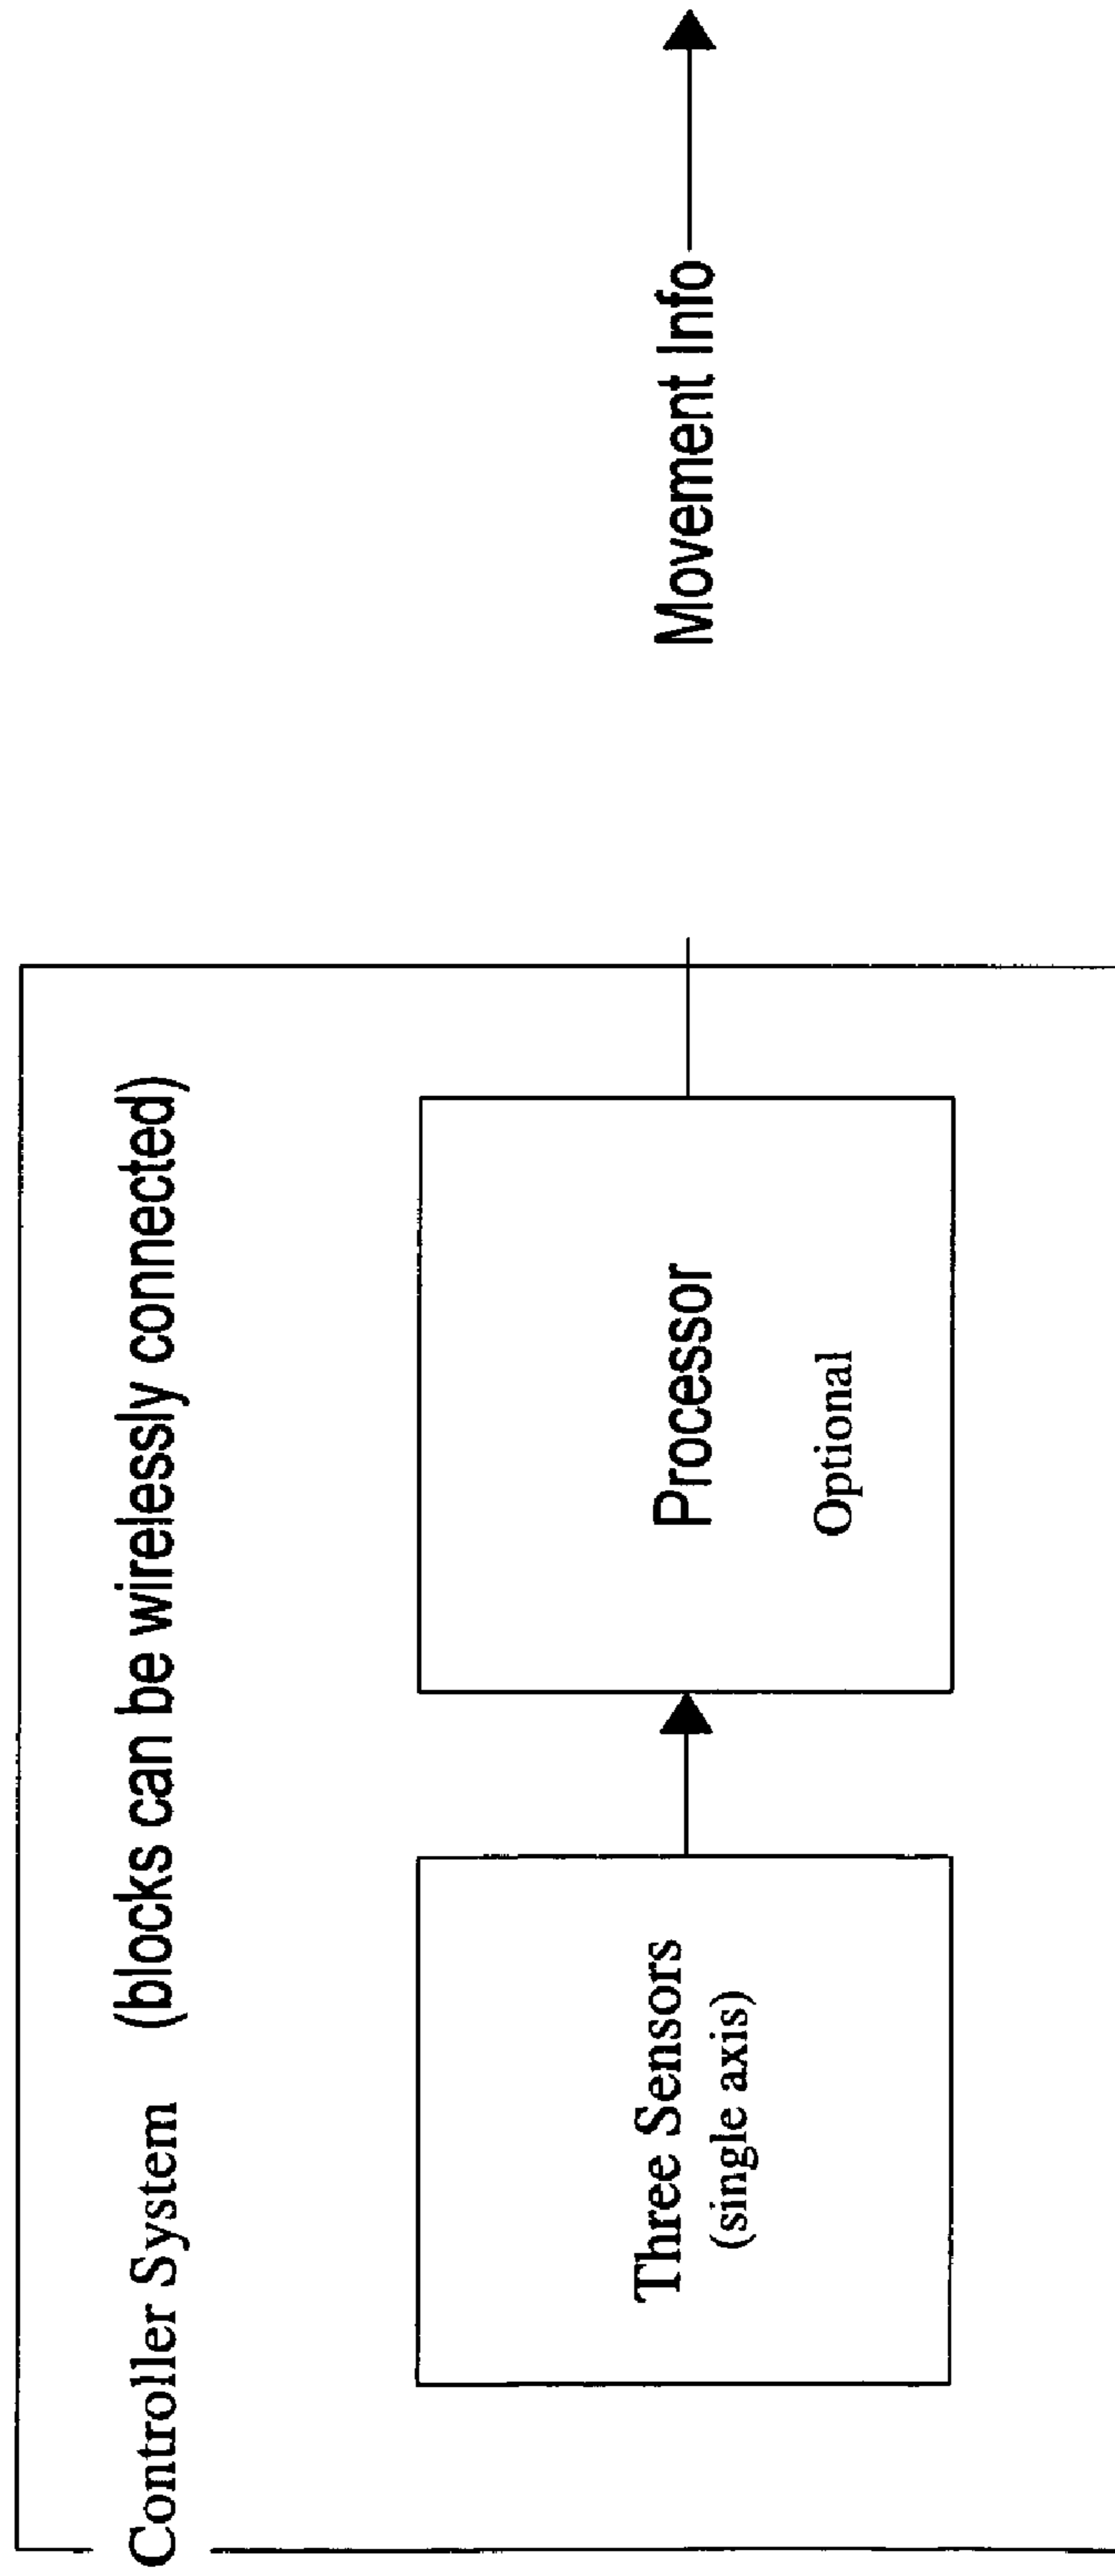 Controller System (blocks can be wirelessly connected)
Three Sensors
(single axis)
Processor
Optional
Movement Info